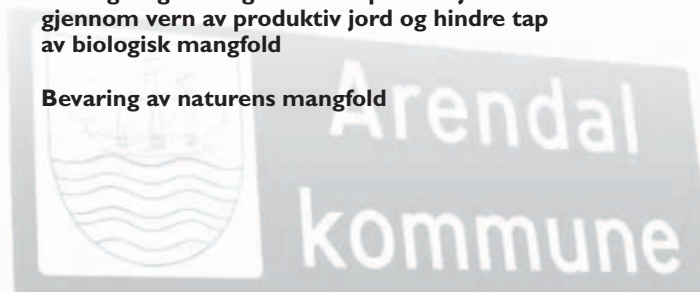 gjennom vern av produktiv jord og hindre tap
av biologisk mangfold
Bevaring av naturens mangfold
Arendal
kommune